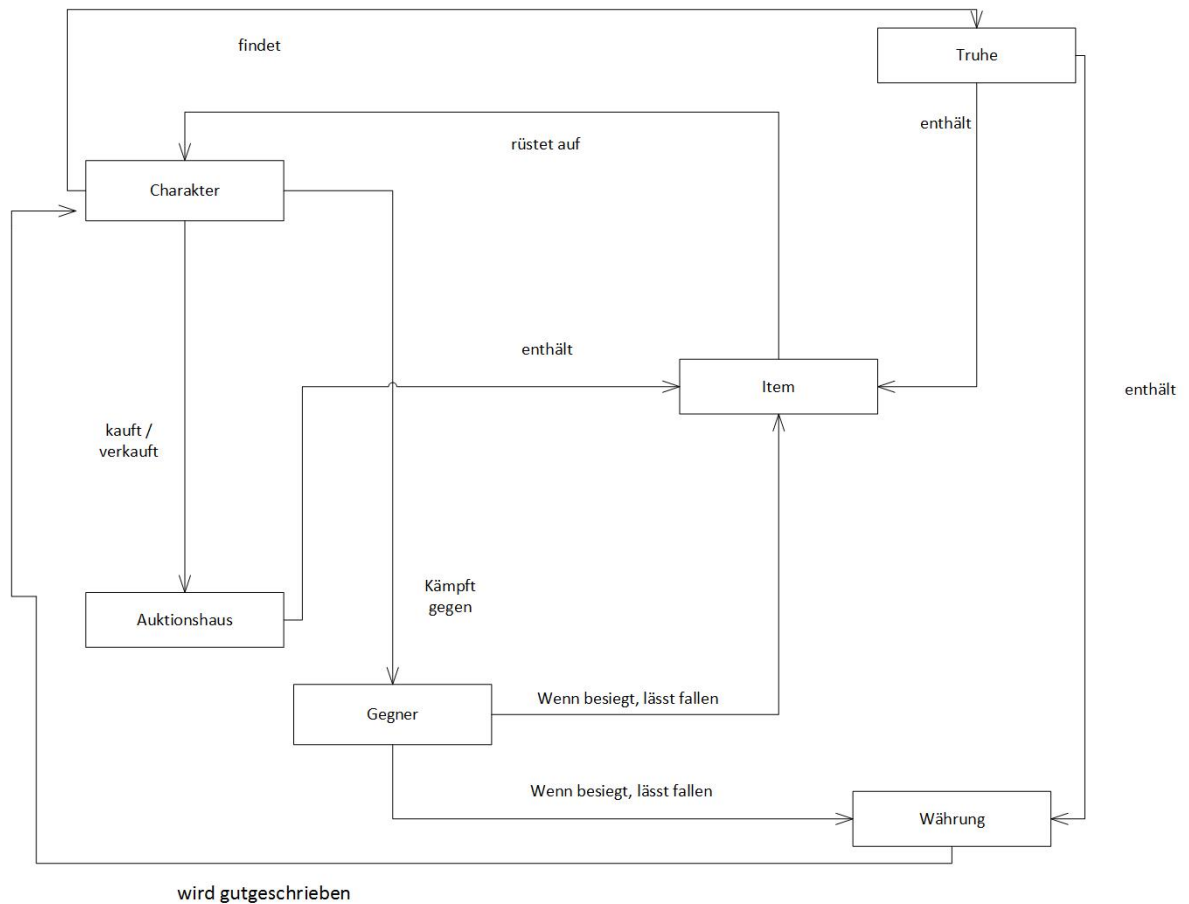 findet
Truhe
enthält
rüstet auf
Charakter
enthält
Item
enthält
kauft /
verkauft
Kämpft
gegen
Auktionshaus
Wenn besiegt, lässt fallen
Gegner
Wenn besiegt, lässt fallen
Währung
wird gutgeschrieben